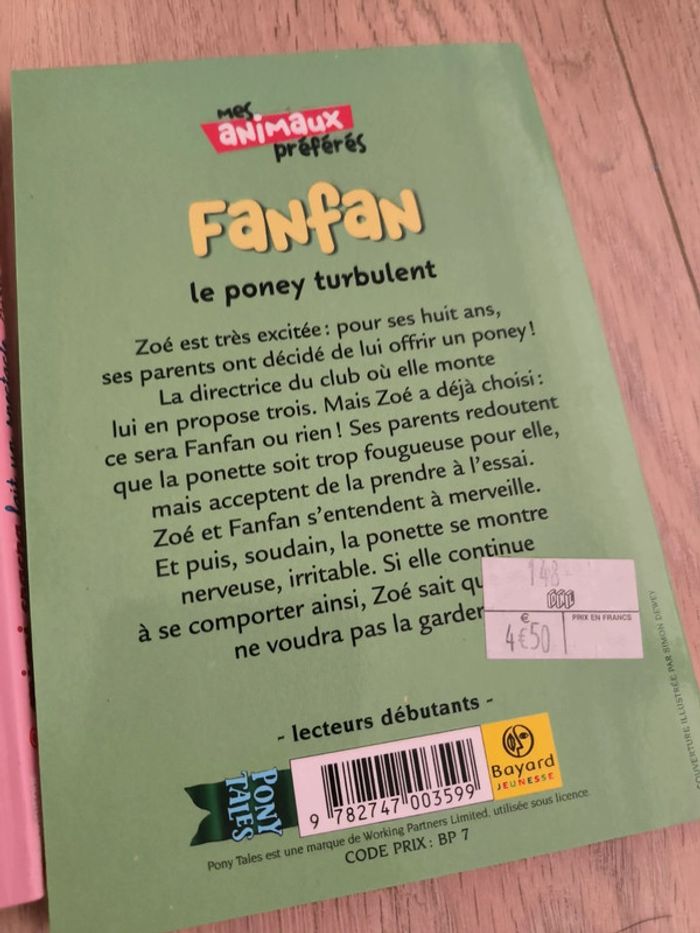 mes
animaux
préférés
Fanfan
le poney turbulent
Zoé est très excitée : pour ses huit ans,
ses parents ont décidé de lui offrir un poney !
La directrice du club où elle monte
lui en propose trois. Mais Zoé a déjà choisi :
ce sera Fanfan ou rien ! Ses parents redoutent
que la ponette soit trop fougueuse pour elle,
mais acceptent de la prendre à l'essai.
Zoé et Fanfan s'entendent à merveille.
Et puis, soudain, la ponette se montre
nerveuse, irritable. Si elle continue
à se comporter ainsi, Zoé sait qu
ne voudra pas la garder
148
€
PRIX EN FRANCS
4€50
- lecteurs débutants -
PONY
TALES
9 782747 003599
Bayard
JEUNESSE
Pony Tales est une marque de Working Partners Limited, utilisée sous licence.
CODE PRIX : BP 7
COUVERTURE ILLUSTRÉE PAR SIMON DEWEY